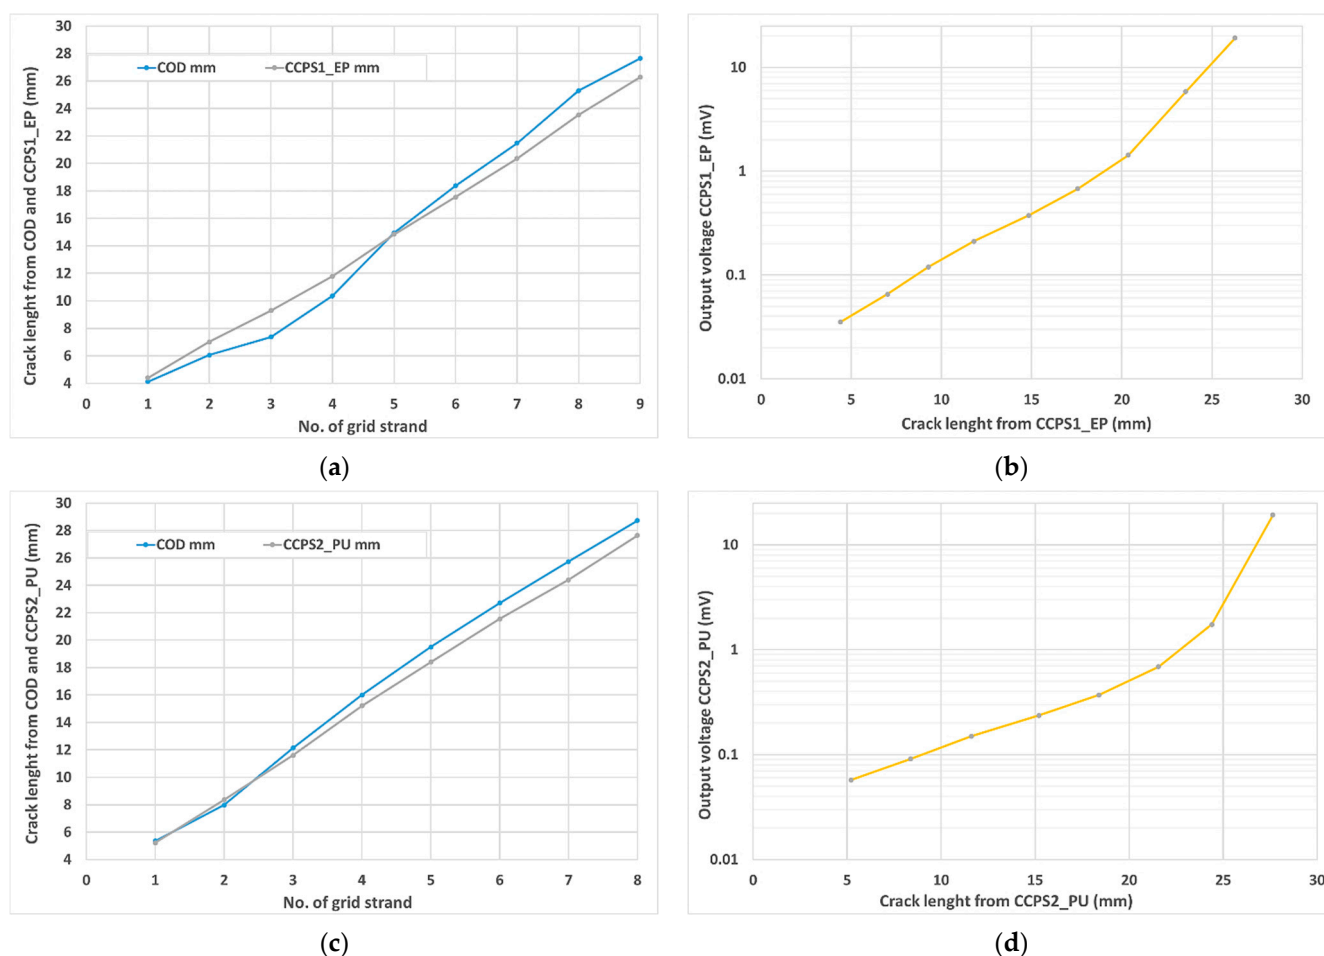 30
28
26
24
22
20
18
16
14
12
10
8
6
4
0 1 2 3 4 5 6 7 8 9
Crack lenght from COD and CCPS1_EP (mm)
COD mm CCPS1_EP mm
No. of grid strand
(a)
10
1
0.1
0.01
0 5 10 15 20 25 30
Output voltage CCPS1_EP (mV)
Crack lenght from CCPS1_EP (mm)
(b)
30
28
26
24
22
20
18
16
14
12
10
8
6
4
0 1 2 3 4 5 6 7 8
Crack lenght from COD and CCPS2_PU (mm)
COD mm CCPS2_PU mm
No. of grid strand
(c)
10
1
0.1
0.01
0 5 10 15 20 25 30
Output voltage CCPS2_PU (mV)
Crack lenght from CCPS2_PU (mm)
(d)